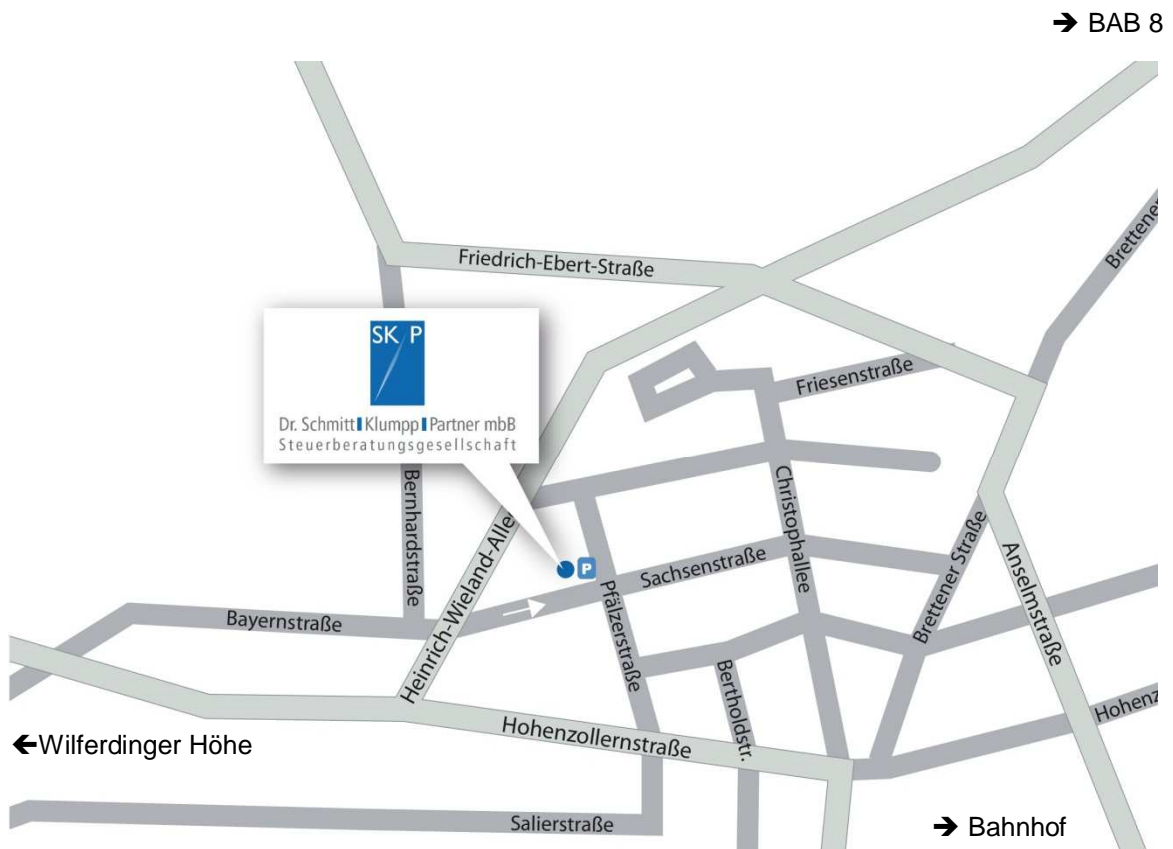 ➔ BAB 8
Brettener
Friedrich-Ebert-Straße
SK P
Dr. Schmitt Klumpp Partner mbB
Steuerberatungsgesellschaft
Friesenstraße
Bernhardstraße
Heinrich-Wieland-Alle
Christophallee
P
Sachsenstraße
Pfälzerstraße
Brettener Straße
Anselmstraße
Bayernstraße
Bertholdstr.
Hohenz
Hohenzollernstraße
←Wilferdinger Höhe
Salierstraße
➔ Bahnhof